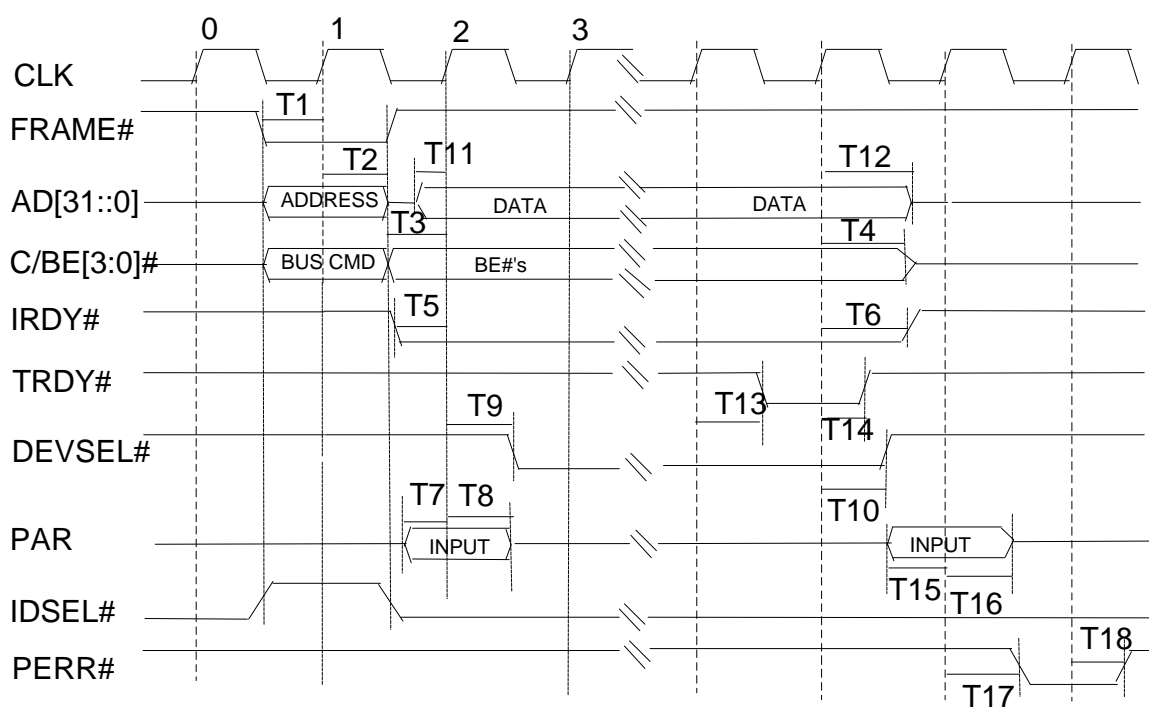 0 1 2 3
CLK
T1
FRAME#
T2 T11 T12
AD[31::0] ADDRESS DATA DATA
T3 T4
C/BE[3:0]# BUS CMD BE#'s
T5 T6
IRDY#
TRDY#
T9 T13 T14
DEVSEL#
T7 T8 T10
PAR INPUT INPUT
T15 T16
IDSEL#
T18
PERR#
T17